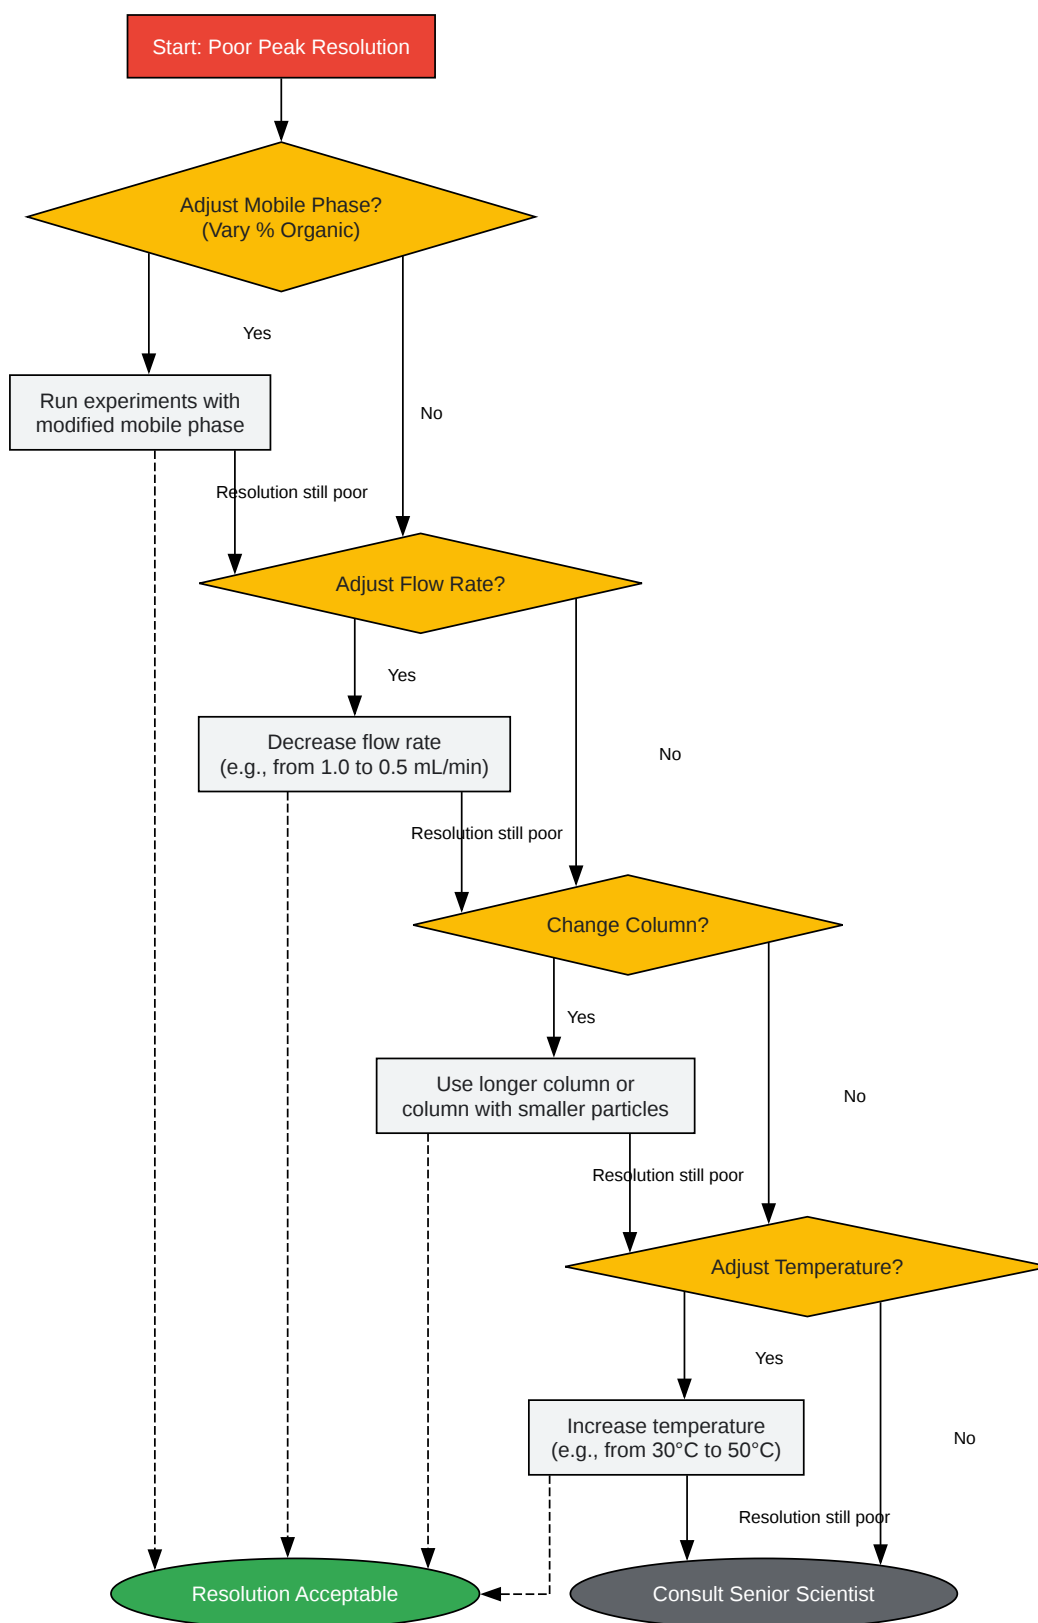 Start: Poor Peak Resolution
Adjust Mobile Phase?
(Vary % Organic)
Yes
Run experiments with
modified mobile phase
No
Resolution still poor
Adjust Flow Rate?
Yes
Decrease flow rate
(e.g., from 1.0 to 0.5 mL/min)
No
Resolution still poor
Change Column?
Yes
Use longer column or
column with smaller particles
No
Resolution still poor
Adjust Temperature?
Yes
Increase temperature
(e.g., from 30°C to 50°C)
No
Resolution still poor
Resolution Acceptable
Consult Senior Scientist